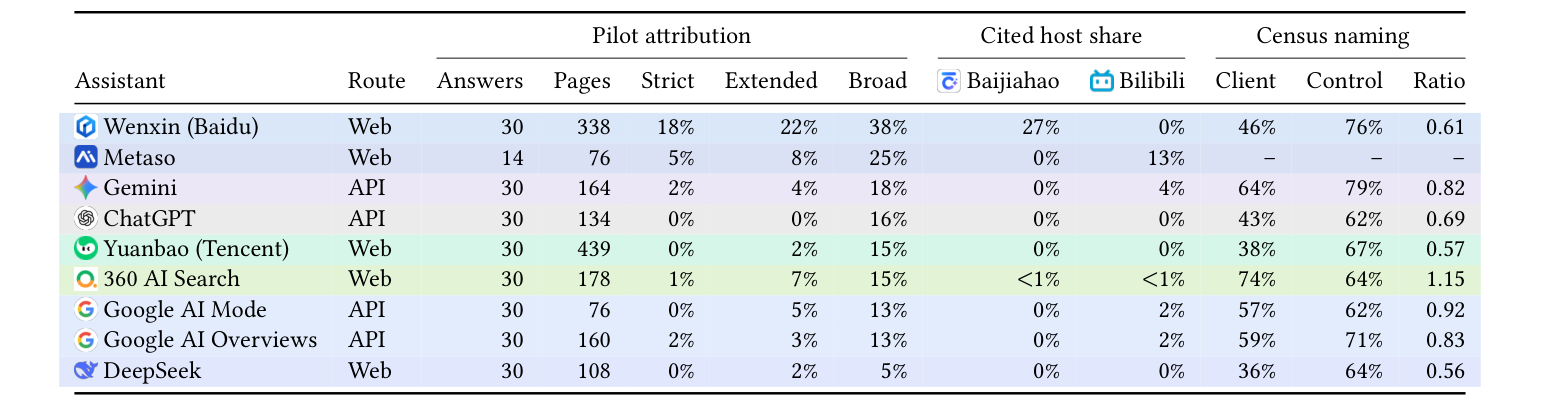 Pilot attribution Cited host share Census naming
Assistant Route Answers Pages Strict Extended Broad Baijiahao Bilibili Client Control Ratio
Wenxin (Baidu) Web 30 338 18% 22% 38% 27% 0% 46% 76% 0.61
Metaso Web 14 76 5% 8% 25% 0% 13% – – –
Gemini API 30 164 2% 4% 18% 0% 4% 64% 79% 0.82
ChatGPT API 30 134 0% 0% 16% 0% 0% 43% 62% 0.69
Yuanbao (Tencent) Web 30 439 0% 2% 15% 0% 0% 38% 67% 0.57
360 AI Search Web 30 178 1% 7% 15% <1% <1% 74% 64% 1.15
Google AI Mode API 30 76 0% 5% 13% 0% 2% 57% 62% 0.92
Google AI Overviews API 30 160 2% 3% 13% 0% 2% 59% 71% 0.83
DeepSeek Web 30 108 0% 2% 5% 0% 0% 36% 64% 0.56